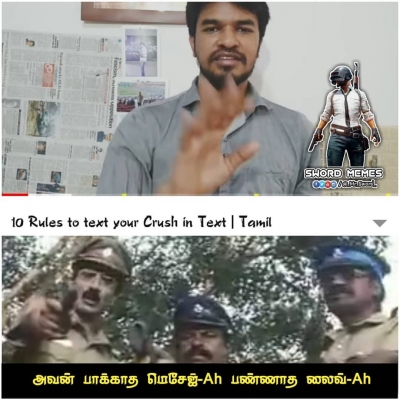 SWORD MEMES
10 Rules to text your Crush in Text | Tamil
அவன் பாக்காத மெசேஜ்-Ah பண்ணாத லைவ்-Ah